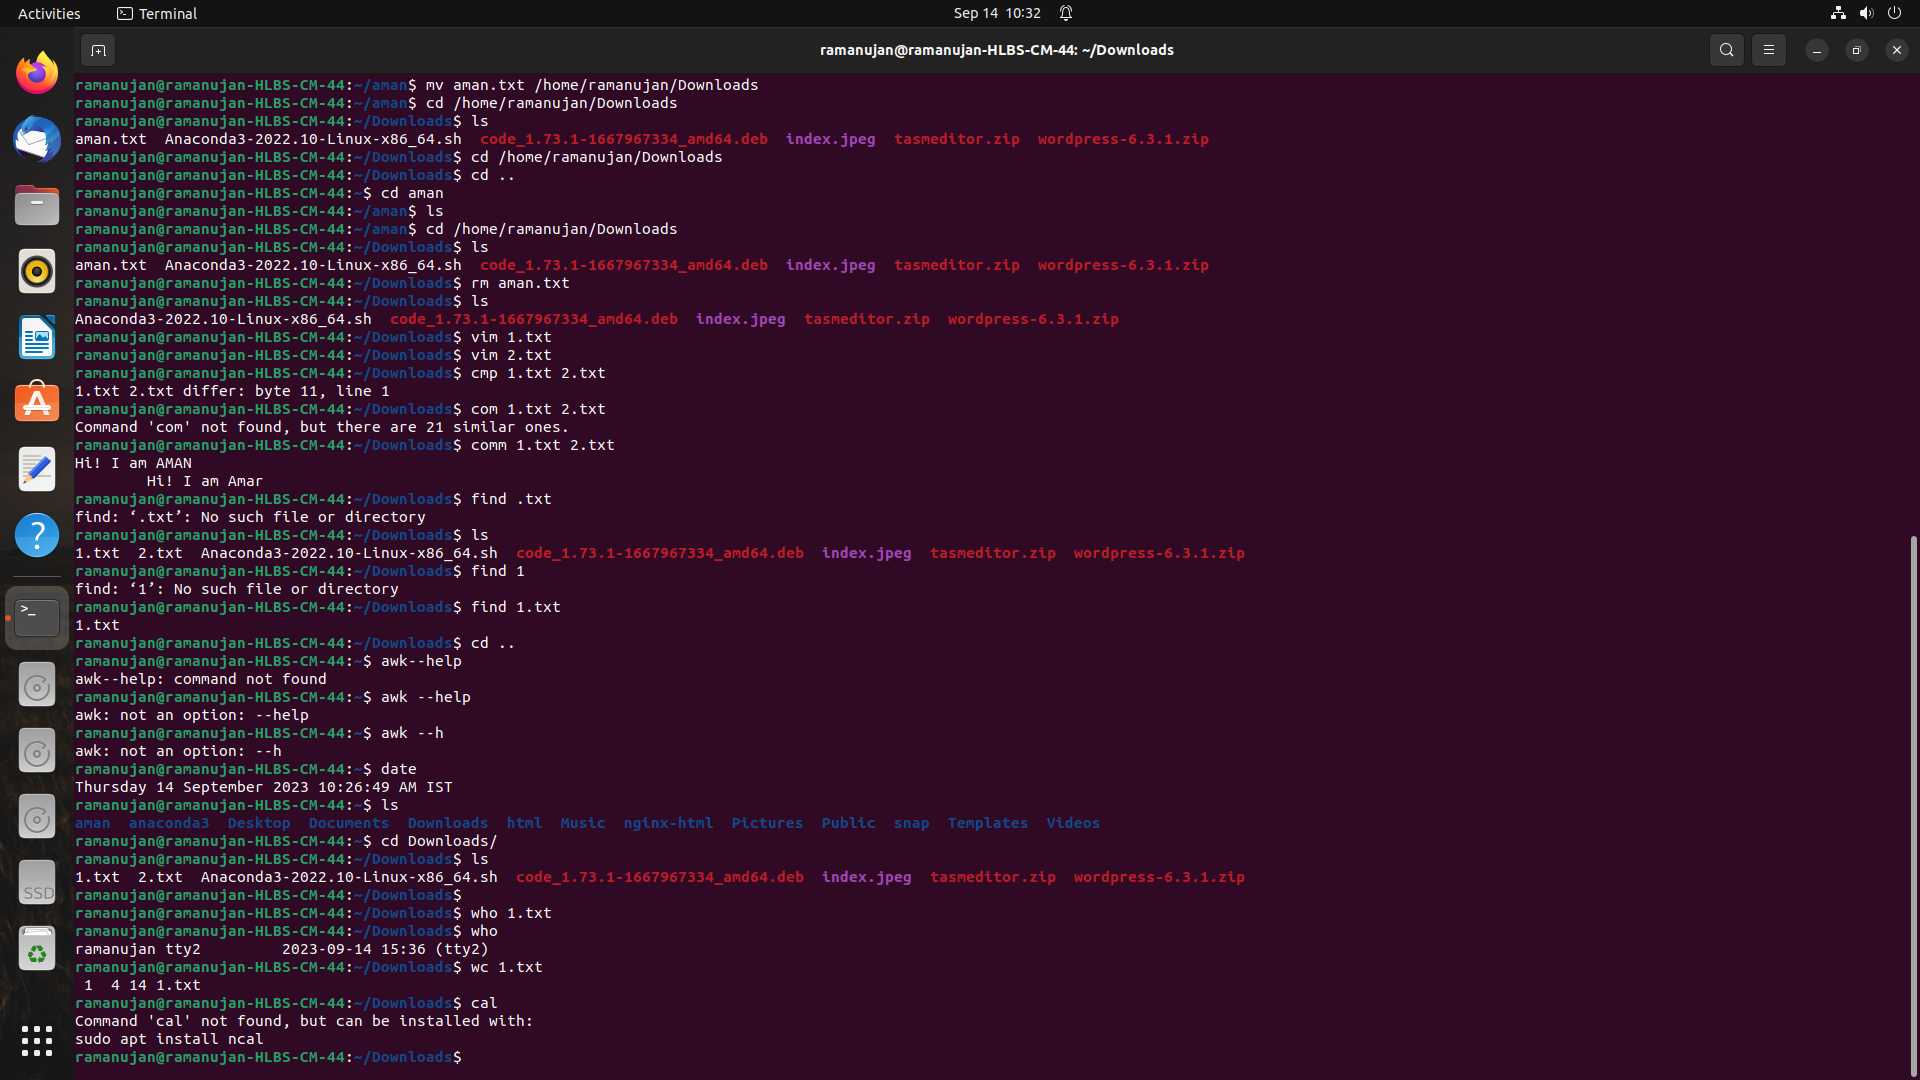 Activities
Terminal
Sep 14 10:32
ramanujan@ramanujan-HLBS-CM-44: ~/Downloads
ramanujan@ramanujan-HLBS-CM-44:~/aman$ mv aman.txt /home/ramanujan/Downloads
ramanujan@ramanujan-HLBS-CM-44:~/aman$ cd /home/ramanujan/Downloads
ramanujan@ramanujan-HLBS-CM-44:~/Downloads$ ls
aman.txt  Anaconda3-2022.10-Linux-x86_64.sh  code_1.73.1-1667967334_amd64.deb  index.jpeg  tasmeditor.zip  wordpress-6.3.1.zip
ramanujan@ramanujan-HLBS-CM-44:~/Downloads$ cd /home/ramanujan/Downloads
ramanujan@ramanujan-HLBS-CM-44:~/Downloads$ cd ..
ramanujan@ramanujan-HLBS-CM-44:~$ cd aman
ramanujan@ramanujan-HLBS-CM-44:~/aman$ ls
ramanujan@ramanujan-HLBS-CM-44:~/aman$ cd /home/ramanujan/Downloads
ramanujan@ramanujan-HLBS-CM-44:~/Downloads$ ls
aman.txt  Anaconda3-2022.10-Linux-x86_64.sh  code_1.73.1-1667967334_amd64.deb  index.jpeg  tasmeditor.zip  wordpress-6.3.1.zip
ramanujan@ramanujan-HLBS-CM-44:~/Downloads$ rm aman.txt
ramanujan@ramanujan-HLBS-CM-44:~/Downloads$ ls
Anaconda3-2022.10-Linux-x86_64.sh  code_1.73.1-1667967334_amd64.deb  index.jpeg  tasmeditor.zip  wordpress-6.3.1.zip
ramanujan@ramanujan-HLBS-CM-44:~/Downloads$ vim 1.txt
ramanujan@ramanujan-HLBS-CM-44:~/Downloads$ vim 2.txt
ramanujan@ramanujan-HLBS-CM-44:~/Downloads$ cmp 1.txt 2.txt
1.txt 2.txt differ: byte 11, line 1
ramanujan@ramanujan-HLBS-CM-44:~/Downloads$ com 1.txt 2.txt
Command 'com' not found, but there are 21 similar ones.
ramanujan@ramanujan-HLBS-CM-44:~/Downloads$ comm 1.txt 2.txt
Hi! I am AMAN
        Hi! I am Amar
ramanujan@ramanujan-HLBS-CM-44:~/Downloads$ find .txt
find: ‘.txt’: No such file or directory
ramanujan@ramanujan-HLBS-CM-44:~/Downloads$ ls
1.txt  2.txt  Anaconda3-2022.10-Linux-x86_64.sh  code_1.73.1-1667967334_amd64.deb  index.jpeg  tasmeditor.zip  wordpress-6.3.1.zip
ramanujan@ramanujan-HLBS-CM-44:~/Downloads$ find 1
find: ‘1’: No such file or directory
ramanujan@ramanujan-HLBS-CM-44:~/Downloads$ find 1.txt
1.txt
ramanujan@ramanujan-HLBS-CM-44:~/Downloads$ cd ..
ramanujan@ramanujan-HLBS-CM-44:~$ awk--help
awk--help: command not found
ramanujan@ramanujan-HLBS-CM-44:~$ awk --help
awk: not an option: --help
ramanujan@ramanujan-HLBS-CM-44:~$ awk --h
awk: not an option: --h
ramanujan@ramanujan-HLBS-CM-44:~$ date
Thursday 14 September 2023 10:26:49 AM IST
ramanujan@ramanujan-HLBS-CM-44:~$ ls
aman  anaconda3  Desktop  Documents  Downloads  html  Music  nginx-html  Pictures  Public  snap  Templates  Videos
ramanujan@ramanujan-HLBS-CM-44:~$ cd Downloads/
ramanujan@ramanujan-HLBS-CM-44:~/Downloads$ ls
1.txt  2.txt  Anaconda3-2022.10-Linux-x86_64.sh  code_1.73.1-1667967334_amd64.deb  index.jpeg  tasmeditor.zip  wordpress-6.3.1.zip
ramanujan@ramanujan-HLBS-CM-44:~/Downloads$
ramanujan@ramanujan-HLBS-CM-44:~/Downloads$ who 1.txt
ramanujan@ramanujan-HLBS-CM-44:~/Downloads$ who
ramanujan tty2         2023-09-14 15:36 (tty2)
ramanujan@ramanujan-HLBS-CM-44:~/Downloads$ wc 1.txt
 1  4 14 1.txt
ramanujan@ramanujan-HLBS-CM-44:~/Downloads$ cal
Command 'cal' not found, but can be installed with:
sudo apt install ncal
ramanujan@ramanujan-HLBS-CM-44:~/Downloads$
SSD